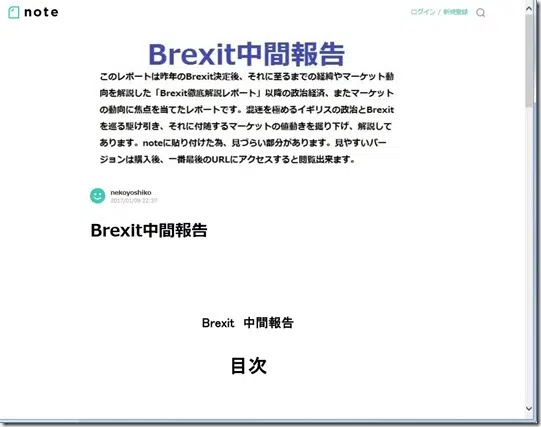 note
ログイン / 新規登録
Brexit中間報告
このレポートは昨年のBrexit決定後、それに至るまでの経緯やマーケット動
向を解説した「Brexit徹底解説レポート」以降の政治経済、またマーケット
の動向に焦点を当てたレポートです。混迷を極めるイギリスの政治とBrexit
を巡る駆け引き、それに付随するマーケットの値動きを掘り下げ、解説して
あります。noteに貼り付けた為、見づらい部分があります。見やすいバー
ジョンは購入後、一番最後のURLにアクセスすると閲覧出来ます。
nekoyoshiko
2017/01/09 22:37
Brexit中間報告
Brexit 中間報告
目次